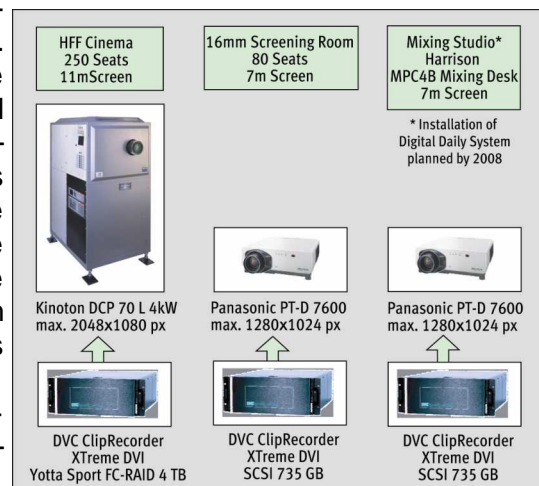 HFF Cinema
250 Seats
11mScreen
16mm Screening Room
80 Seats
7m Screen
Mixing Studio*
Harrison
MPC4B Mixing Desk
7m Screen
* Installation of
Digital Daily System
planned by 2008
Kinoton DCP 70 L 4kW
max. 2048x1080 px
Panasonic PT-D 7600
max. 1280x1024 px
Panasonic PT-D 7600
max. 1280x1024 px
DVC ClipRecorder
XTreme DVI
Yotta Sport FC-RAID 4 TB
DVC ClipRecorder
XTreme DVI
SCSI 735 GB
DVC ClipRecorder
XTreme DVI
SCSI 735 GB